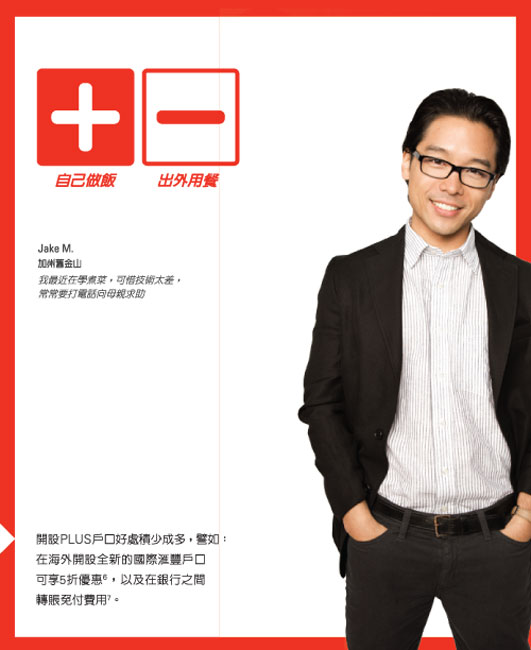 自己做飯 出外用餐
Jake M.
加州舊金山
我最近在學煮菜，可惜技術太差，
常常要打電話向母親求助
開設PLUS戶口好處積少成多，譬如：
在海外開設全新的國際滙豐戶口
可享5折優惠⁶，以及在銀行之間
轉賬免付費用⁷。